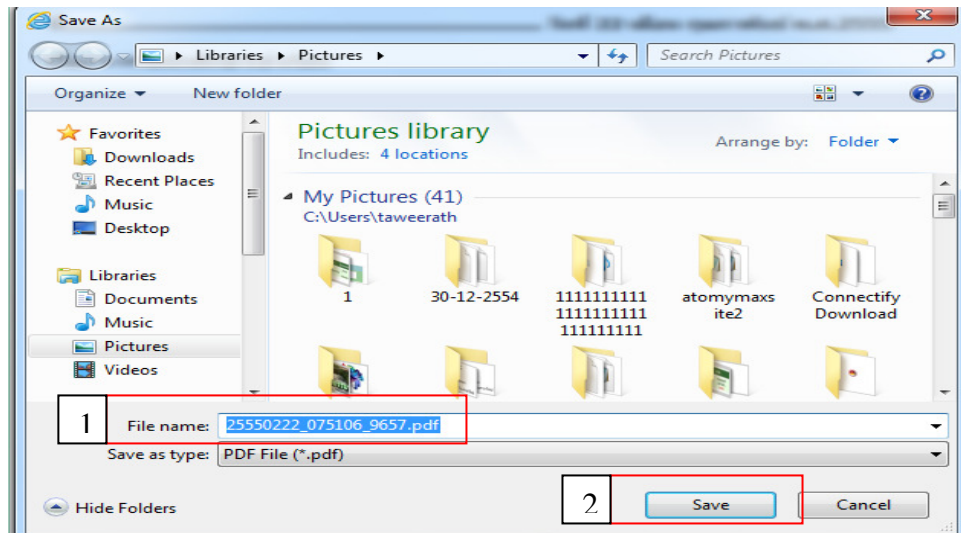 Save As
Libraries Pictures
Search Pictures
Organize New folder
Favorites
Downloads
Recent Places
Music
Desktop
Libraries
Documents
Music
Pictures
Videos
Pictures library
Includes: 4 locations
Arrange by: Folder
My Pictures (41)
C:\Users\taweerath
1
30-12-2554
1111111111
1111111111
111111111
atomymaxs
ite2
Connectify
Download
1
File name: 25550222_075106_9657.pdf
Save as type: PDF File (*.pdf)
Hide Folders
2
Save
Cancel